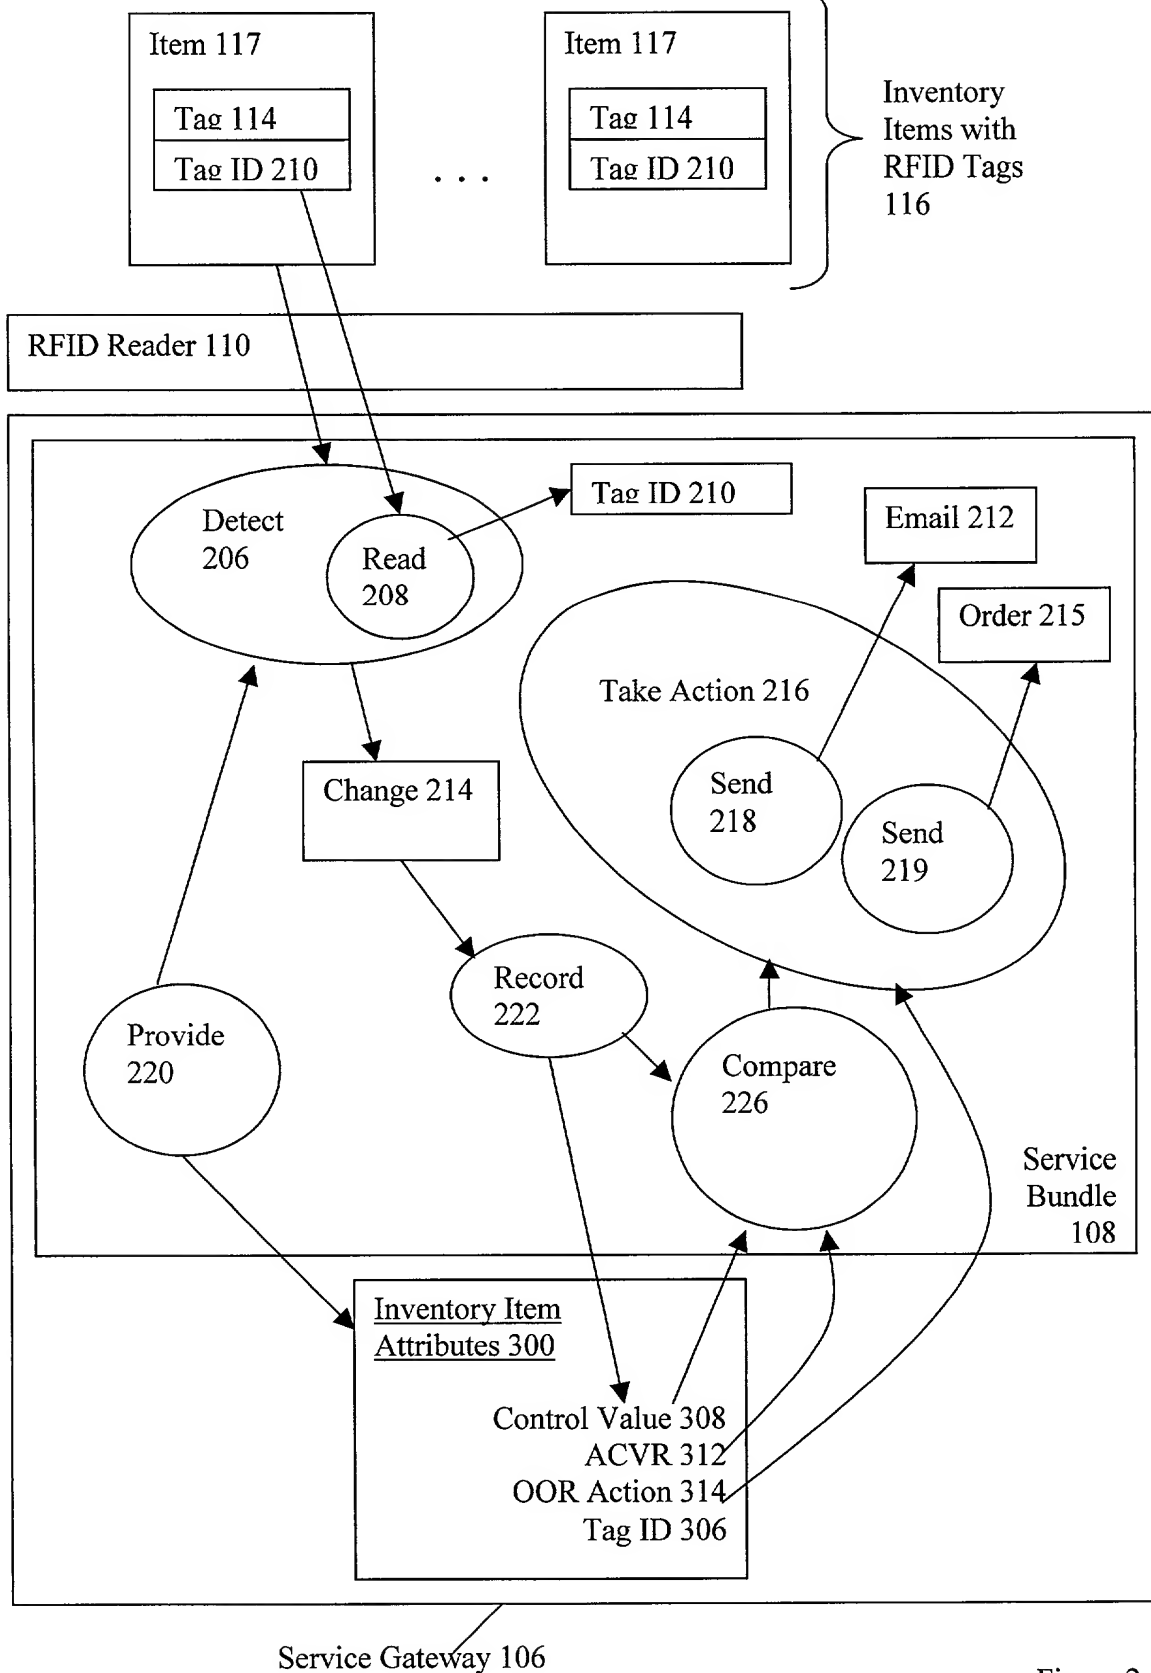 Item 117
Tag 114
Tag ID 210
. . .
Item 117
Tag 114
Tag ID 210
Inventory
Items with
RFID Tags
116
RFID Reader 110
Detect
206
Read
208
Tag ID 210
Email 212
Order 215
Take Action 216
Send
218
Send
219
Change 214
Record
222
Provide
220
Compare
226
Service
Bundle
108
Inventory Item
Attributes 300
Control Value 308
ACVR 312
OOR Action 314
Tag ID 306
Service Gateway 106